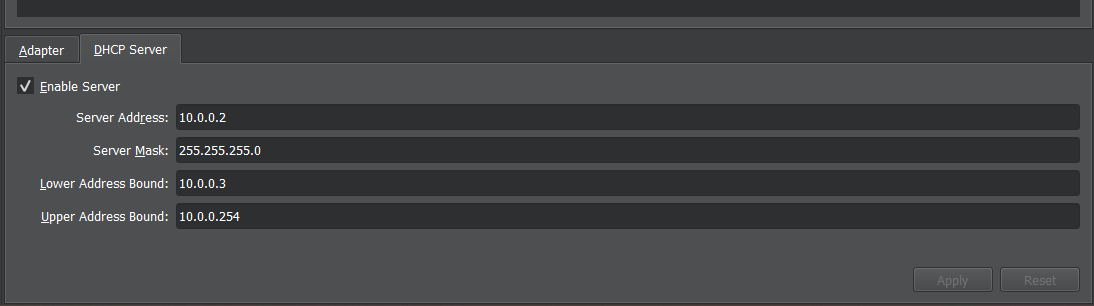 Adapter
DHCP Server
Enable Server
Server Address: 10.0.0.2
Server Mask: 255.255.255.0
Lower Address Bound: 10.0.0.3
Upper Address Bound: 10.0.0.254
Apply
Reset